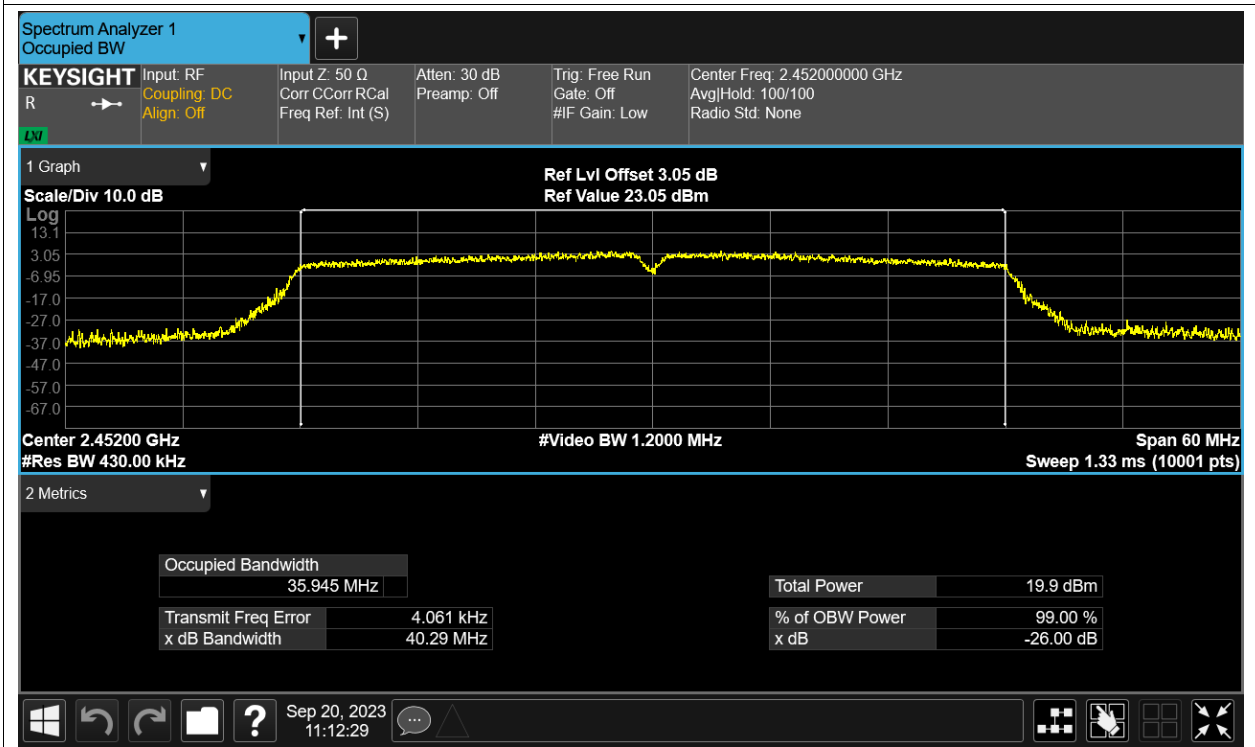 Spectrum Analyzer 1
Occupied BW
KEYSIGHT
R
LXI
Input: RF
Coupling: DC
Align: Off
Input Z: 50 Ω
Corr CCorr RCal
Freq Ref: Int (S)
Atten: 30 dB
Preamp: Off
Trig: Free Run
Gate: Off
#IF Gain: Low
Center Freq: 2.452000000 GHz
Avg|Hold: 100/100
Radio Std: None
1 Graph
Scale/Div 10.0 dB
Ref Lvl Offset 3.05 dB
Ref Value 23.05 dBm
Log
13.1
3.05
-6.95
-17.0
-27.0
-37.0
-47.0
-57.0
-67.0
Center 2.45200 GHz
#Video BW 1.2000 MHz
Span 60 MHz
#Res BW 430.00 kHz
Sweep 1.33 ms (10001 pts)
2 Metrics
Occupied Bandwidth
35.945 MHz
Total Power 19.9 dBm
Transmit Freq Error 4.061 kHz
% of OBW Power 99.00 %
x dB Bandwidth 40.29 MHz
x dB -26.00 dB
?
Sep 20, 2023
11:12:29